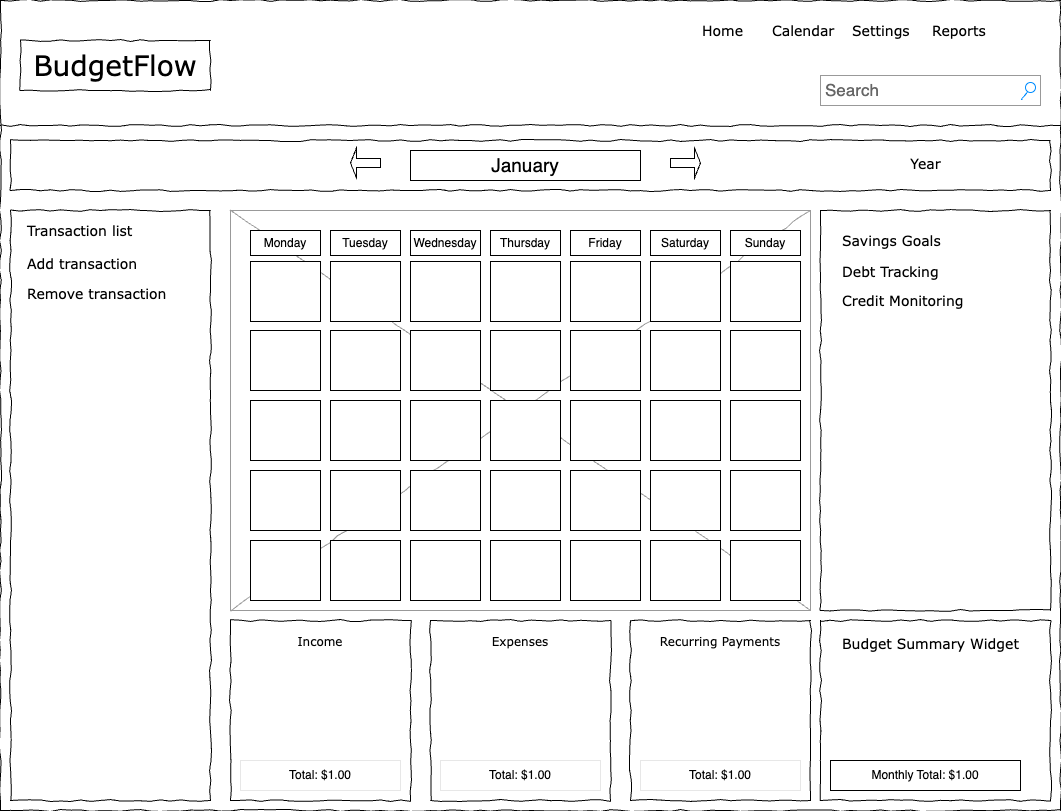 Home Calendar Settings Reports
BudgetFlow
Search
January
Year
Transaction list
Add transaction
Remove transaction
Monday Tuesday Wednesday Thursday Friday Saturday Sunday
Savings Goals
Debt Tracking
Credit Monitoring
Income
Total: $1.00
Expenses
Total: $1.00
Recurring Payments
Total: $1.00
Budget Summary Widget
Monthly Total: $1.00